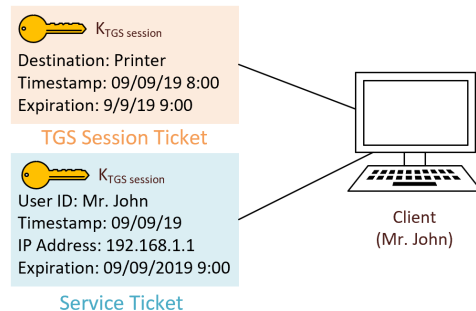 K_TGS session
Destination: Printer
Timestamp: 09/09/19 8:00
Expiration: 9/9/19 9:00
TGS Session Ticket
K_TGS session
User ID: Mr. John
Timestamp: 09/09/19
IP Address: 192.168.1.1
Expiration: 09/09/2019 9:00
Service Ticket
Client
(Mr. John)